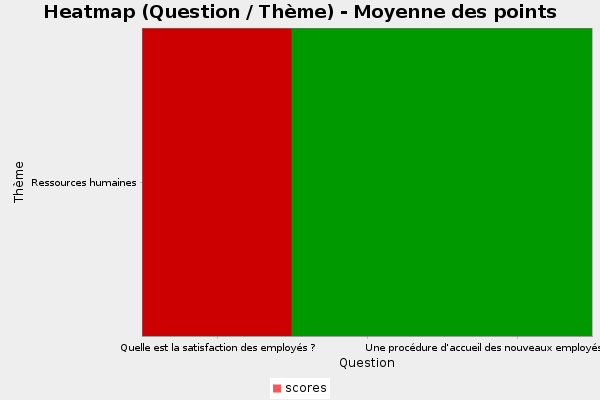 Heatmap (Question / Thème) - Moyenne des points
Thème
Ressources humaines
Quelle est la satisfaction des employés ?
Une procédure d'accueil des nouveaux employés
Question
scores